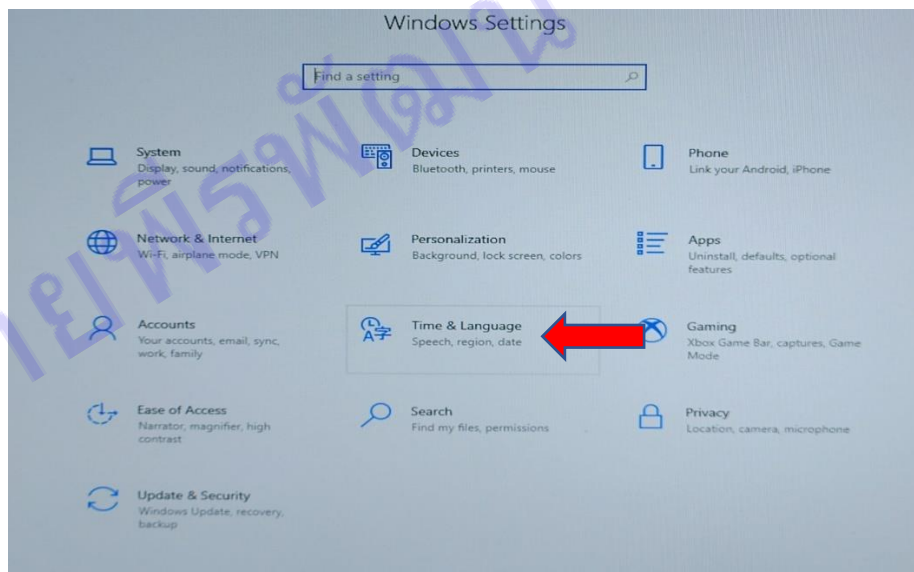 Windows Settings
Find a setting
System
Display, sound, notifications,
power
Devices
Bluetooth, printers, mouse
Phone
Link your Android, iPhone
Network & Internet
Wi-Fi, airplane mode, VPN
Personalization
Background, lock screen, colors
Apps
Uninstall, defaults, optional
features
Accounts
Your accounts, email, sync,
work, family
Time & Language
Speech, region, date
Gaming
Xbox Game Bar, captures, Game
Mode
Ease of Access
Narrator, magnifier, high
contrast
Search
Find my files, permissions
Privacy
Location, camera, microphone
Update & Security
Windows Update, recovery,
backup